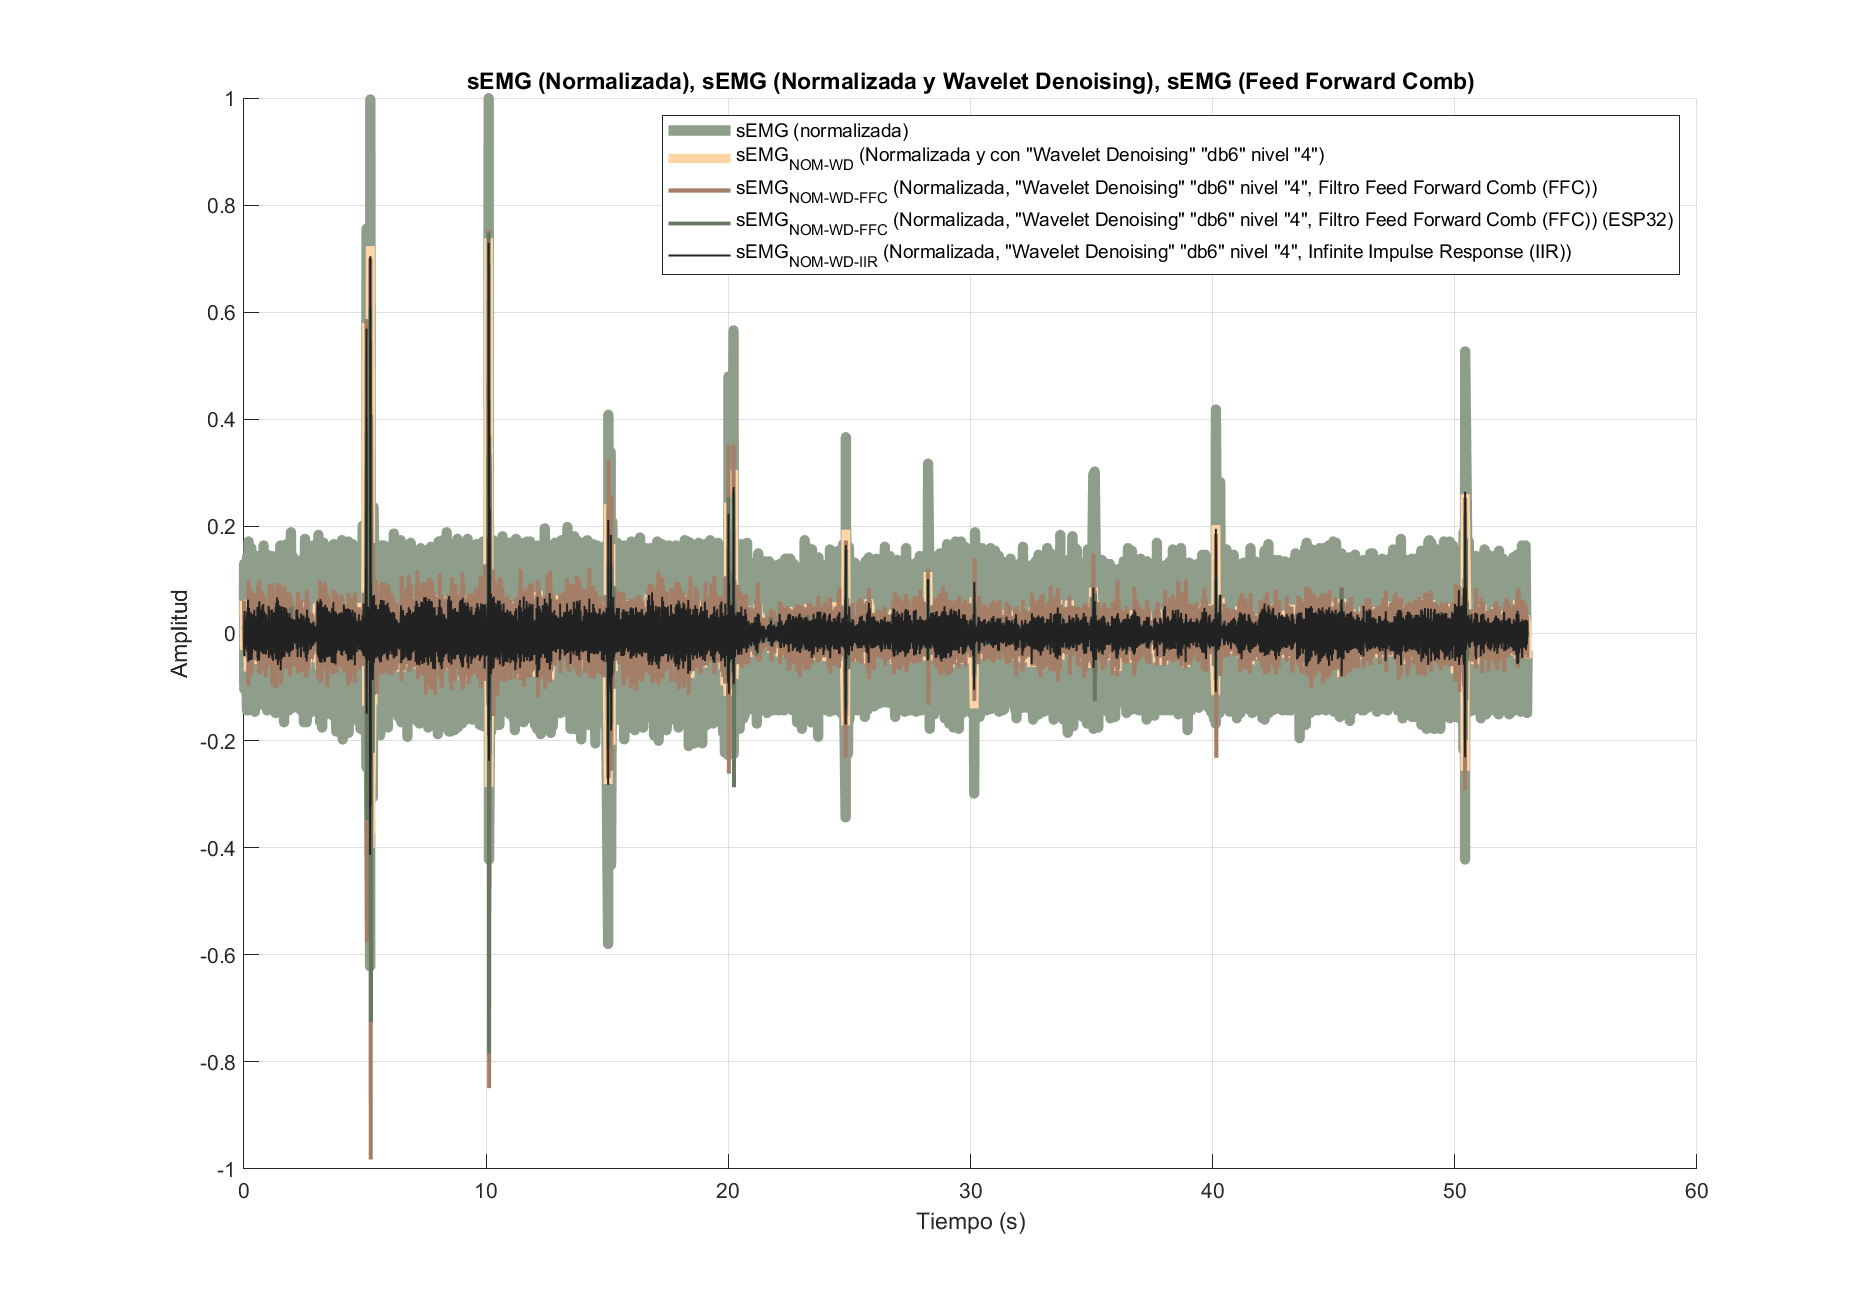 sEMG (Normalizada), sEMG (Normalizada y Wavelet Denoising), sEMG (Feed Forward Comb)
sEMG (normalizada)
sEMG_NOM-WD (Normalizada y con "Wavelet Denoising" "db6" nivel "4")
sEMG_NOM-WD-FFC (Normalizada, "Wavelet Denoising" "db6" nivel "4", Filtro Feed Forward Comb (FFC))
sEMG_NOM-WD-FFC (Normalizada, "Wavelet Denoising" "db6" nivel "4", Filtro Feed Forward Comb (FFC)) (ESP32)
sEMG_NOM-WD-IIR (Normalizada, "Wavelet Denoising" "db6" nivel "4", Infinite Impulse Response (IIR))
Amplitud
1
0.8
0.6
0.4
0.2
0
-0.2
-0.4
-0.6
-0.8
-1
0 10 20 30 40 50 60
Tiempo (s)